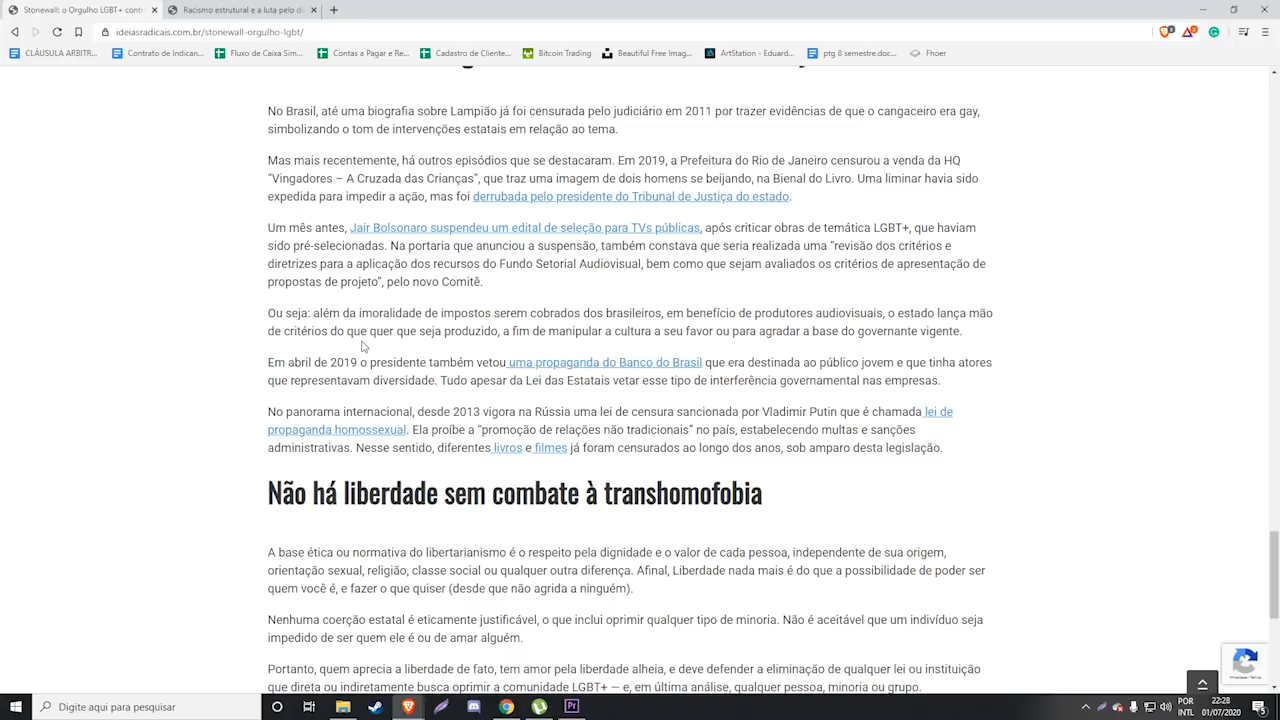 Stonewall: o Orgulho LGBT+ contr
Racismo estrutural e a luta pelo di
ideiasradicais.com.br/stonewall-orgulho-lgbt/
CLÁUSULA ARBITR...
Contrato de Indican...
Fluxo de Caixa Sim...
Contas a Pagar e Re...
Cadastro de Cliente...
Bitcoin Trading
Beautiful Free Imag...
ArtStation - Eduard...
ptg 8 semestre.doc...
Fhoer
No Brasil, até uma biografia sobre Lampião já foi censurada pelo judiciário em 2011 por trazer evidências de que o cangaceiro era gay,
simbolizando o tom de intervenções estatais em relação ao tema.
Mas mais recentemente, há outros episódios que se destacaram. Em 2019, a Prefeitura do Rio de Janeiro censurou a venda da HQ
“Vingadores – A Cruzada das Crianças”, que traz uma imagem de dois homens se beijando, na Bienal do Livro. Uma liminar havia sido
expedida para impedir a ação, mas foi derrubada pelo presidente do Tribunal de Justiça do estado.
Um mês antes, Jair Bolsonaro suspendeu um edital de seleção para TVs públicas, após criticar obras de temática LGBT+, que haviam
sido pré-selecionadas. Na portaria que anunciou a suspensão, também constava que seria realizada uma “revisão dos critérios e
diretrizes para a aplicação dos recursos do Fundo Setorial Audiovisual, bem como que sejam avaliados os critérios de apresentação de
propostas de projeto”, pelo novo Comitê.
Ou seja: além da imoralidade de impostos serem cobrados dos brasileiros, em benefício de produtores audiovisuais, o estado lança mão
de critérios do que quer que seja produzido, a fim de manipular a cultura a seu favor ou para agradar a base do governante vigente.
Em abril de 2019 o presidente também vetou uma propaganda do Banco do Brasil que era destinada ao público jovem e que tinha atores
que representavam diversidade. Tudo apesar da Lei das Estatais vetar esse tipo de interferência governamental nas empresas.
No panorama internacional, desde 2013 vigora na Rússia uma lei de censura sancionada por Vladimir Putin que é chamada lei de
propaganda homossexual. Ela proíbe a “promoção de relações não tradicionais” no país, estabelecendo multas e sanções
administrativas. Nesse sentido, diferentes livros e filmes já foram censurados ao longo dos anos, sob amparo desta legislação.
Não há liberdade sem combate à transhomofobia
A base ética ou normativa do libertarianismo é o respeito pela dignidade e o valor de cada pessoa, independente de sua origem,
orientação sexual, religião, classe social ou qualquer outra diferença. Afinal, Liberdade nada mais é do que a possibilidade de poder ser
quem você é, e fazer o que quiser (desde que não agrida a ninguém).
Nenhuma coerção estatal é eticamente justificável, o que inclui oprimir qualquer tipo de minoria. Não é aceitável que um indivíduo seja
impedido de ser quem ele é ou de amar alguém.
Portanto, quem aprecia a liberdade de fato, tem amor pela liberdade alheia, e deve defender a eliminação de qualquer lei ou instituição
que direta ou indiretamente busca oprimir a comunidade LGBT+ — e, em última análise, qualquer pessoa, minoria ou grupo.
Digite aqui para pesquisar
POR
INTL
22:28
01/07/2020